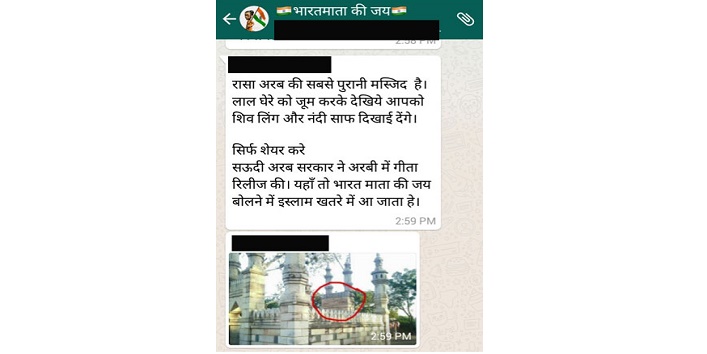 🇮🇳भारतमाता की जय🇮🇳
2:58 PM
रासा अरब की सबसे पुरानी मस्जिद है।
लाल घेरे को जूम करके देखिये आपको
शिव लिंग और नंदी साफ दिखाई देंगे।
सिर्फ शेयर करे
सऊदी अरब सरकार ने अरबी में गीता
रिलीज की। यहाँ तो भारत माता की जय
बोलने में इस्लाम खतरे में आ जाता हे।
2:59 PM
2:59 PM